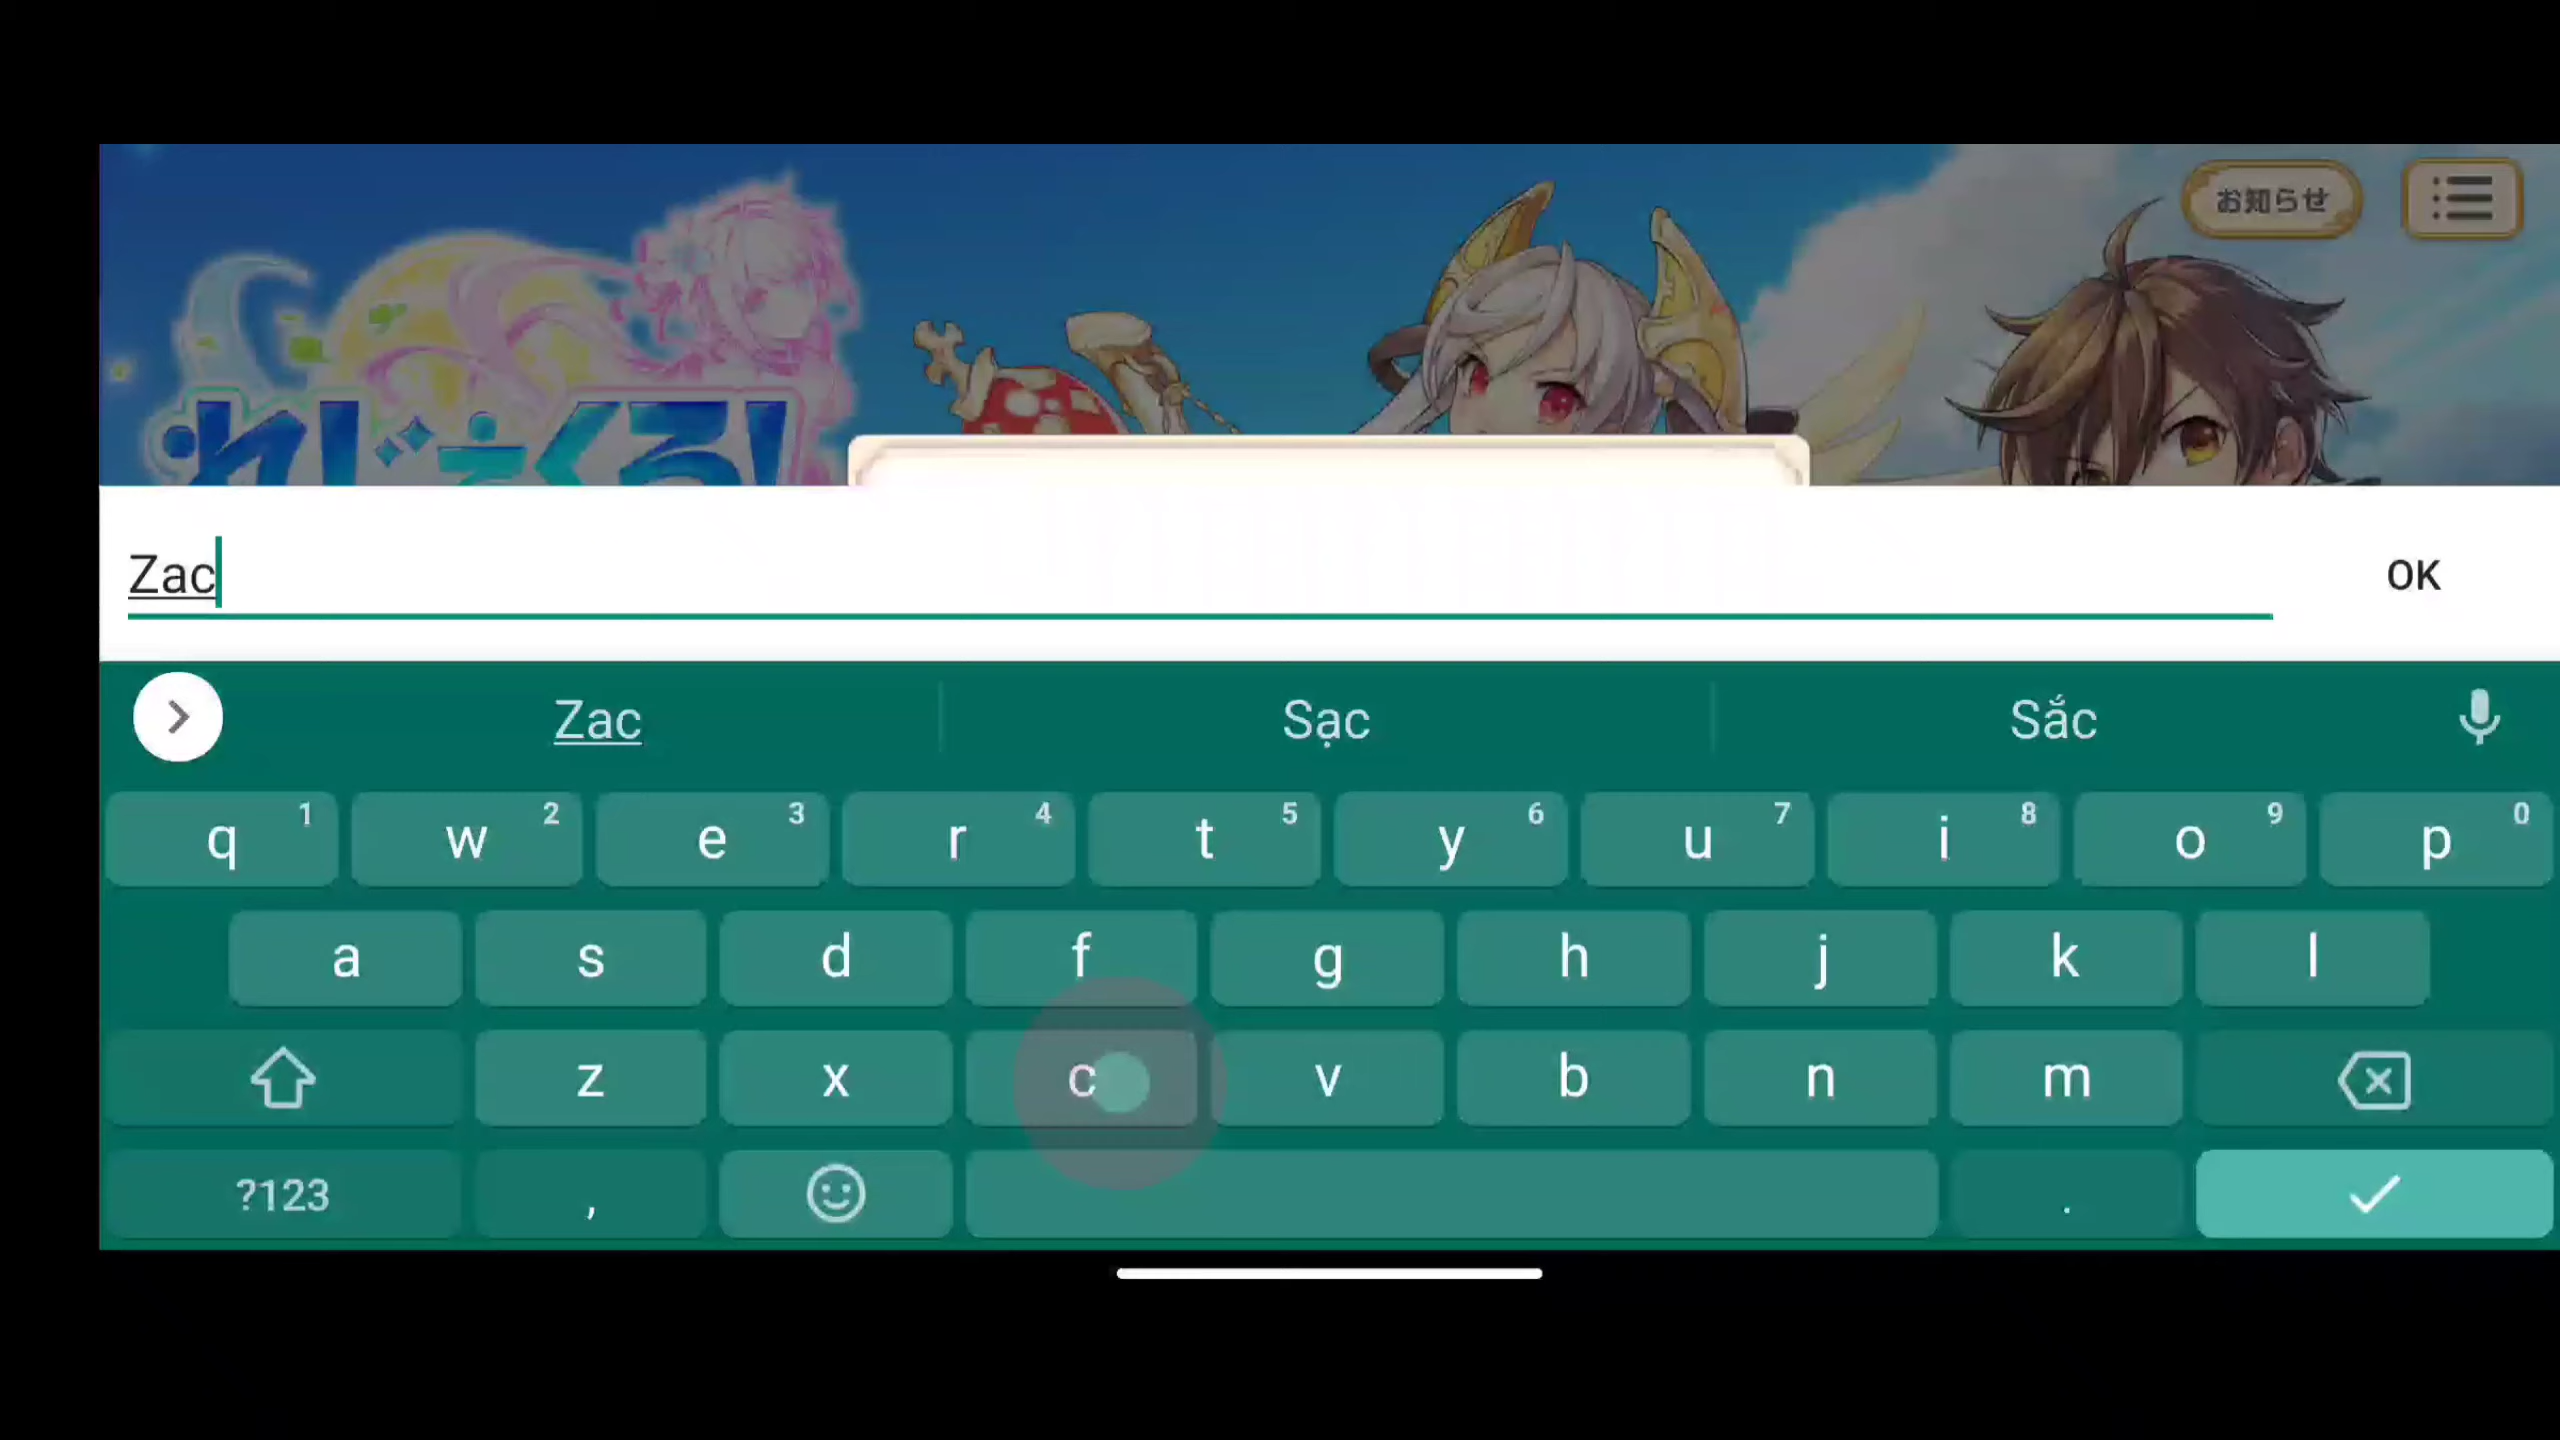 お知らせ
Zac
OK
Zac Sạc Sắc
q 1 w 2 e 3 r 4 t 5 y 6 u 7 i 8 o 9 p 0
a s d f g h j k l
z x c v b n m
?123 , .